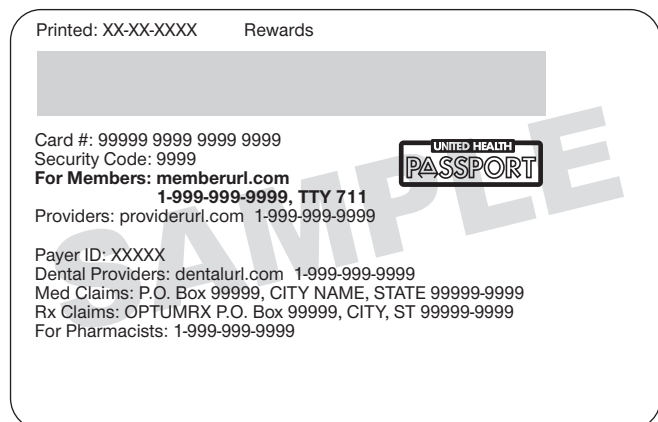 Printed: XX-XX-XXXX Rewards
Card #: 99999 9999 9999 9999
Security Code: 9999
UNITED HEALTH
PASSPORT
For Members: memberurl.com
1-999-999-9999, TTY 711
Providers: providerurl.com 1-999-999-9999
SAMPLE
Payer ID: XXXXX
Dental Providers: dentalurl.com 1-999-999-9999
Med Claims: P.O. Box 99999, CITY NAME, STATE 99999-9999
Rx Claims: OPTUMRX P.O. Box 99999, CITY, ST 99999-9999
For Pharmacists: 1-999-999-9999